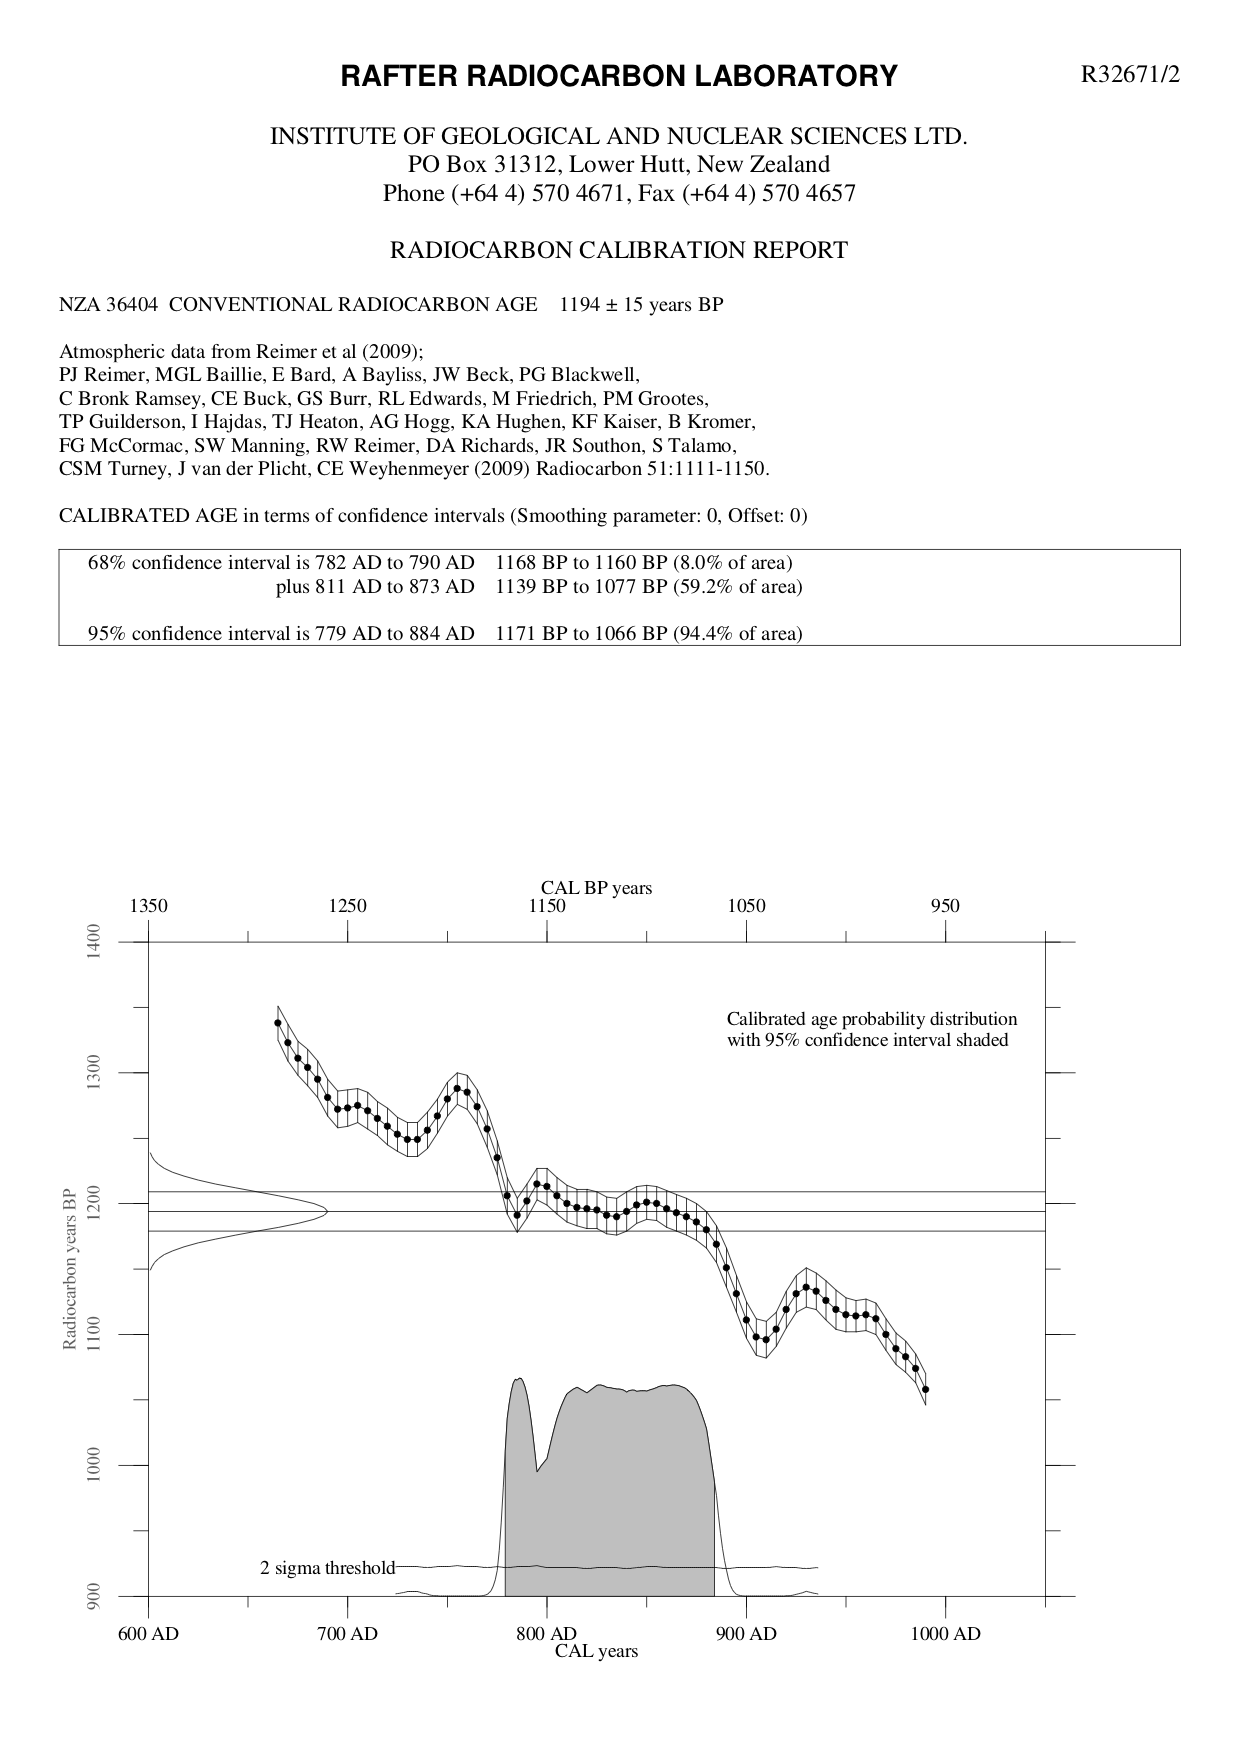 RAFTER RADIOCARBON LABORATORY R32671/2
INSTITUTE OF GEOLOGICAL AND NUCLEAR SCIENCES LTD.
PO Box 31312, Lower Hutt, New Zealand
Phone (+64 4) 570 4671, Fax (+64 4) 570 4657
RADIOCARBON CALIBRATION REPORT
NZA 36404 CONVENTIONAL RADIOCARBON AGE 1194 ± 15 years BP
Atmospheric data from Reimer et al (2009);
PJ Reimer, MGL Baillie, E Bard, A Bayliss, JW Beck, PG Blackwell,
C Bronk Ramsey, CE Buck, GS Burr, RL Edwards, M Friedrich, PM Grootes,
TP Guilderson, I Hajdas, TJ Heaton, AG Hogg, KA Hughen, KF Kaiser, B Kromer,
FG McCormac, SW Manning, RW Reimer, DA Richards, JR Southon, S Talamo,
CSM Turney, J van der Plicht, CE Weyhenmeyer (2009) Radiocarbon 51:1111-1150.
CALIBRATED AGE in terms of confidence intervals (Smoothing parameter: 0, Offset: 0)
68% confidence interval is 782 AD to 790 AD 1168 BP to 1160 BP (8.0% of area)
plus 811 AD to 873 AD 1139 BP to 1077 BP (59.2% of area)
95% confidence interval is 779 AD to 884 AD 1171 BP to 1066 BP (94.4% of area)
CAL BP years
1350 1250 1150 1050 950
1400
1300
1200
1100
1000
900
Radiocarbon years BP
Calibrated age probability distribution
with 95% confidence interval shaded
2 sigma threshold
600 AD 700 AD 800 AD 900 AD 1000 AD
CAL years